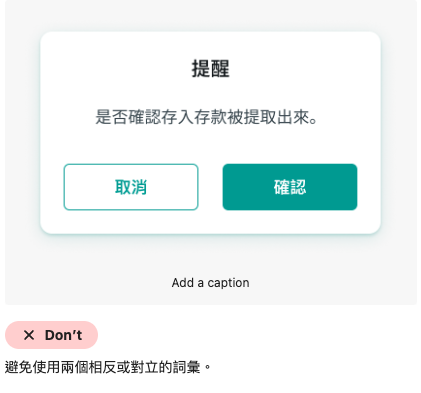 提醒
是否確認存入存款被提取出來。
取消
確認
Add a caption
✕ Don't
避免使用兩個相反或對立的詞彙。